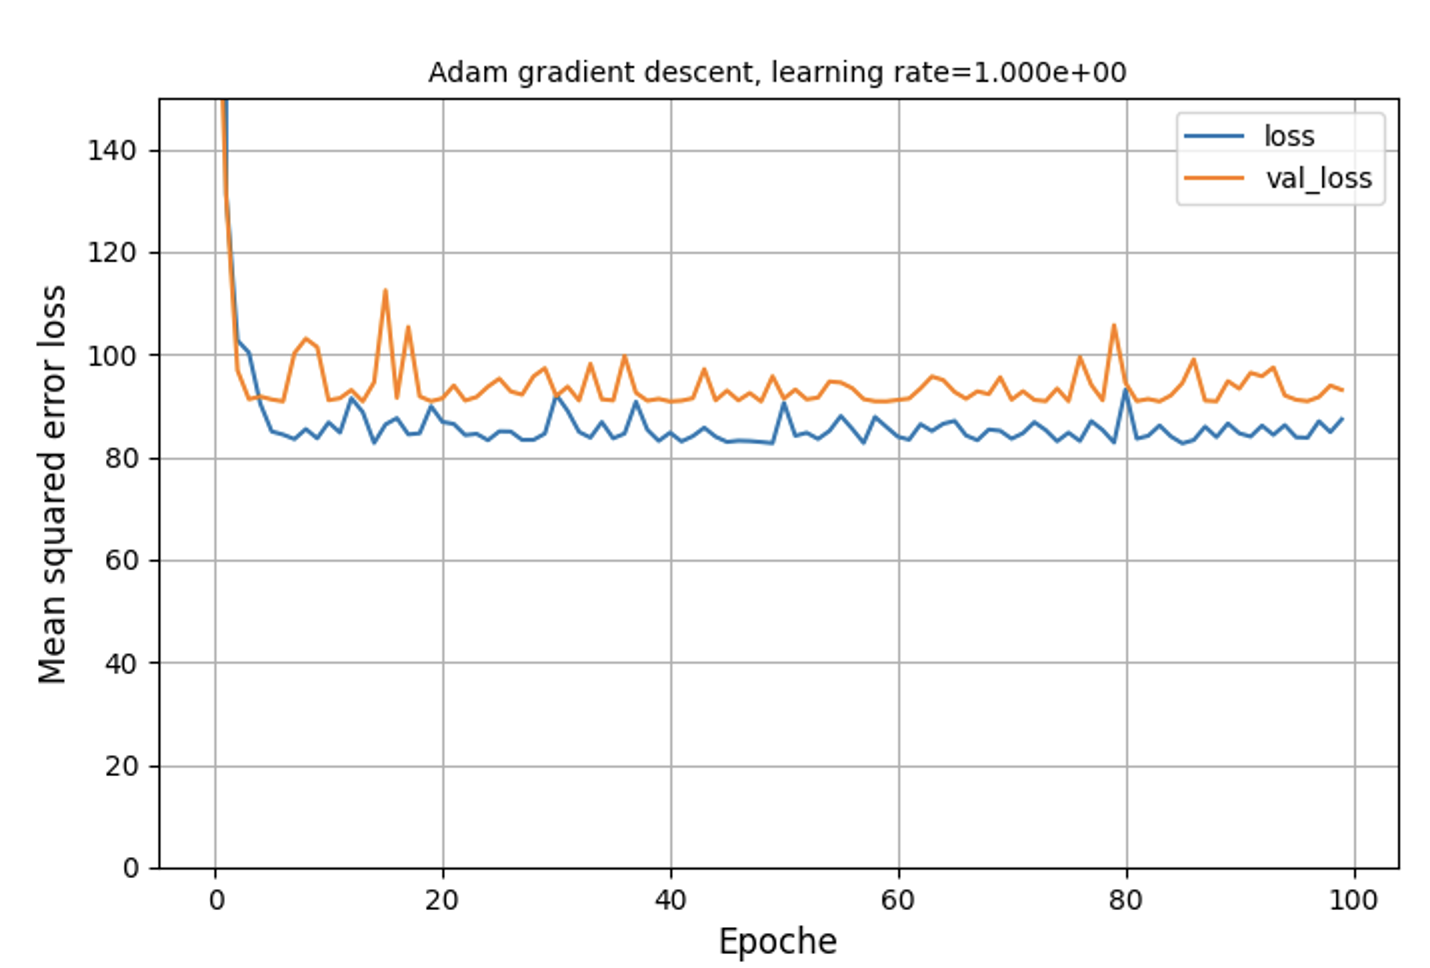 Adam gradient descent, learning rate=1.000e+00
loss
val_loss
Mean squared error loss
140
120
100
80
60
40
20
0
0 20 40 60 80 100
Epoche